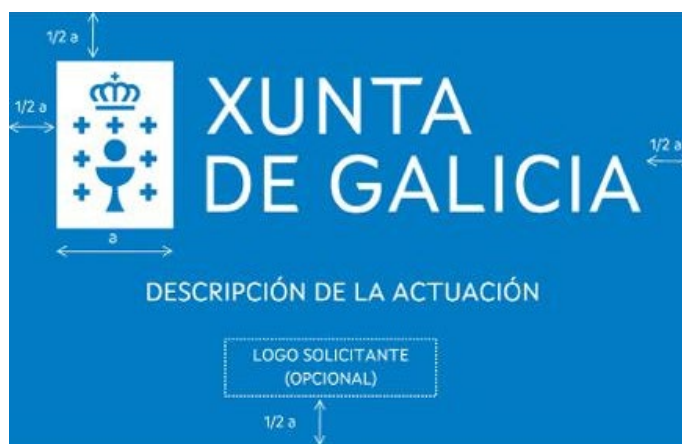 1/2 a
1/2 a
XUNTA
DE GALICIA
1/2 a
a
DESCRIPCIÓN DE LA ACTUACIÓN
LOGO SOLICITANTE
(OPCIONAL)
1/2 a